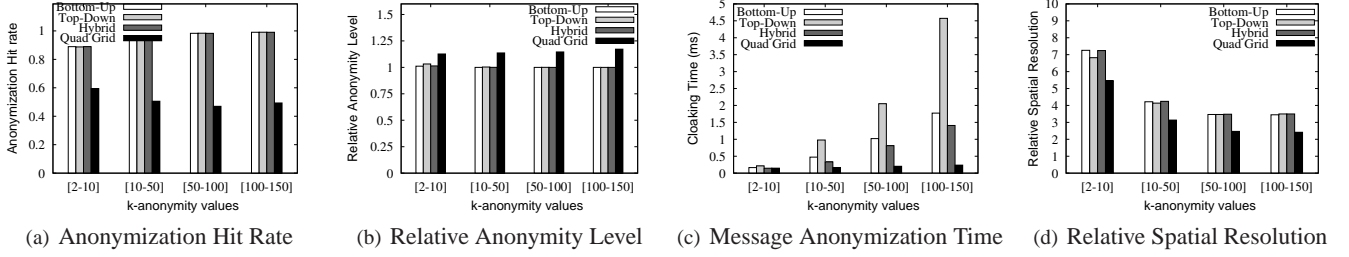 Bottom-Up
Top-Down
Hybrid
Quad Grid
Anonymization Hit rate
1
0.8
0.6
0.4
0.2
0
[2-10] [10-50] [50-100] [100-150]
k-anonymity values
(a) Anonymization Hit Rate
Bottom-Up
Top-Down
Hybrid
Quad Grid
Relative Anonymity Level
1.5
1.25
1
0.75
0.5
0.25
0
[2-10] [10-50] [50-100] [100-150]
k-anonymity values
(b) Relative Anonymity Level
Bottom-Up
Top-Down
Hybrid
Quad Grid
Cloaking Time (ms)
5
4.5
4
3.5
3
2.5
2
1.5
1
0.5
0
[2-10] [10-50] [50-100] [100-150]
k-anonymity values
(c) Message Anonymization Time
Bottom-Up
Top-Down
Hybrid
Quad Grid
Relative Spatial Resolution
10
9
8
7
6
5
4
3
2
1
0
[2-10] [10-50] [50-100] [100-150]
k-anonymity values
(d) Relative Spatial Resolution